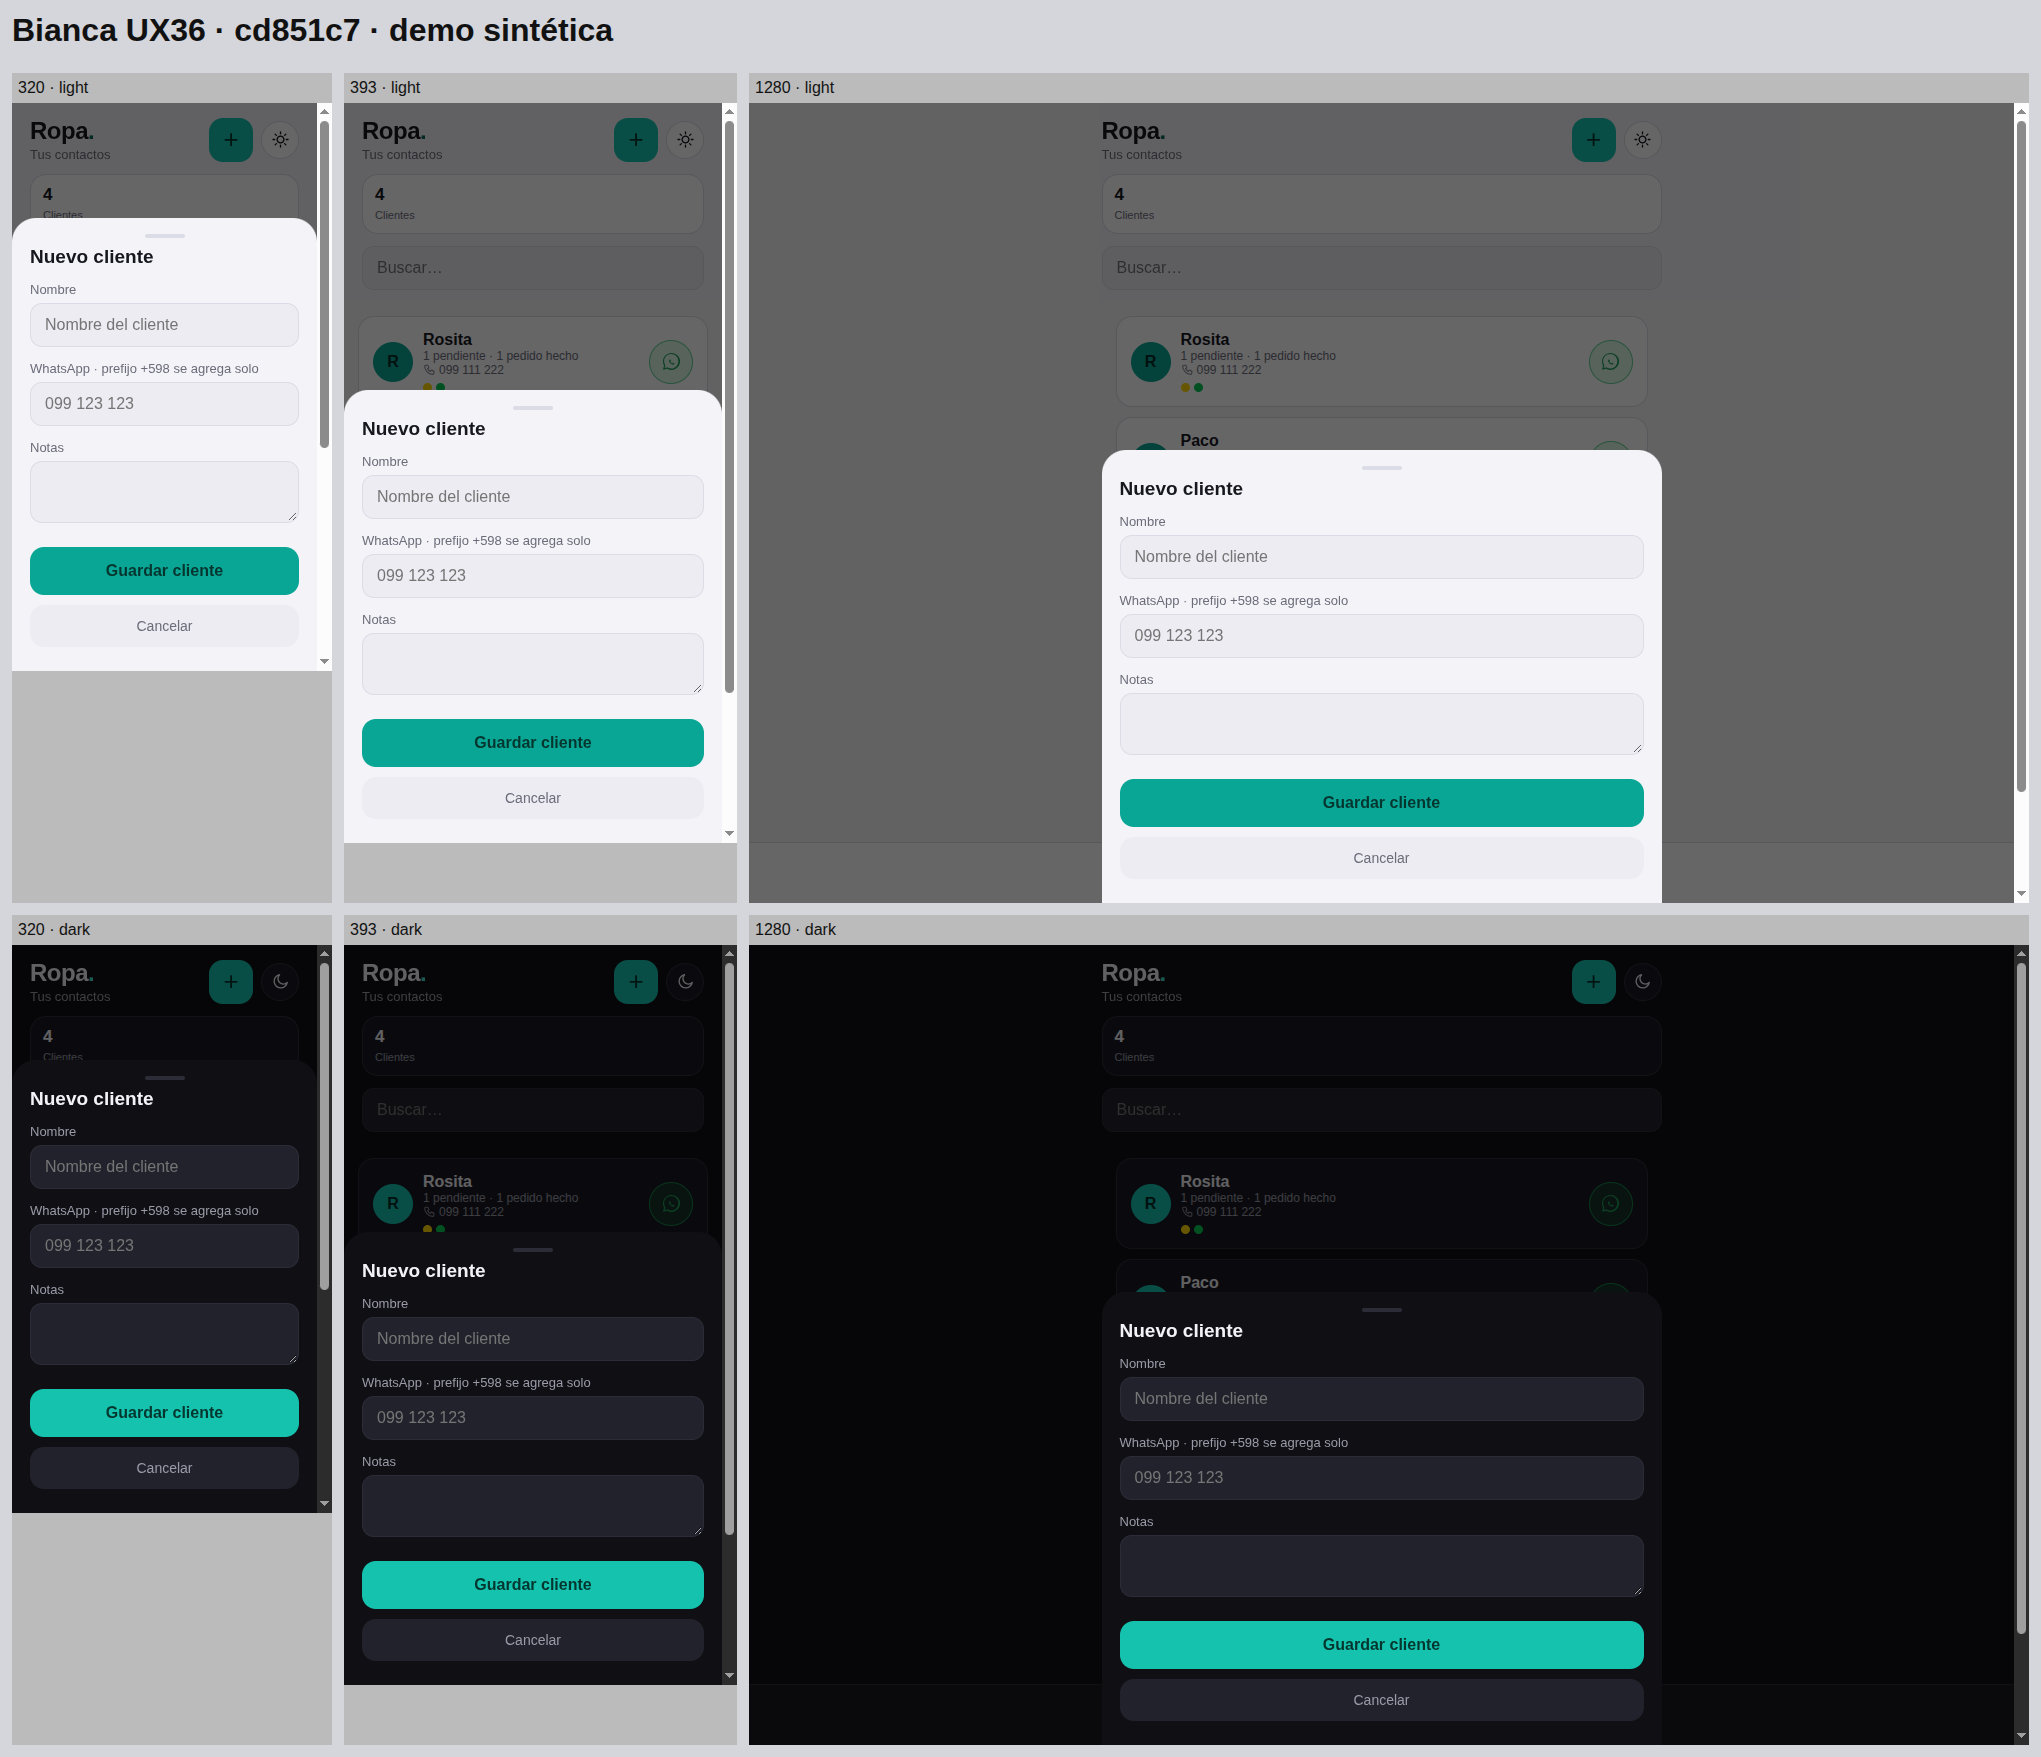 Bianca UX36 · cd851c7 · demo sintética
320 · light
Ropa.
Tus contactos
+
4
Clientes
Nuevo cliente
Nombre
Nombre del cliente
WhatsApp · prefijo +598 se agrega solo
099 123 123
Notas
Guardar cliente
Cancelar
393 · light
Ropa.
Tus contactos
+
4
Clientes
Buscar…
R
Rosita
1 pendiente · 1 pedido hecho
099 111 222
Nuevo cliente
Nombre
Nombre del cliente
WhatsApp · prefijo +598 se agrega solo
099 123 123
Notas
Guardar cliente
Cancelar
1280 · light
Ropa.
Tus contactos
+
4
Clientes
Buscar…
R
Rosita
1 pendiente · 1 pedido hecho
099 111 222
Paco
Nuevo cliente
Nombre
Nombre del cliente
WhatsApp · prefijo +598 se agrega solo
099 123 123
Notas
Guardar cliente
Cancelar
320 · dark
Ropa.
Tus contactos
+
4
Clientes
Nuevo cliente
Nombre
Nombre del cliente
WhatsApp · prefijo +598 se agrega solo
099 123 123
Notas
Guardar cliente
Cancelar
393 · dark
Ropa.
Tus contactos
+
4
Clientes
Buscar…
R
Rosita
1 pendiente · 1 pedido hecho
099 111 222
Nuevo cliente
Nombre
Nombre del cliente
WhatsApp · prefijo +598 se agrega solo
099 123 123
Notas
Guardar cliente
Cancelar
1280 · dark
Ropa.
Tus contactos
+
4
Clientes
Buscar…
R
Rosita
1 pendiente · 1 pedido hecho
099 111 222
Paco
Nuevo cliente
Nombre
Nombre del cliente
WhatsApp · prefijo +598 se agrega solo
099 123 123
Notas
Guardar cliente
Cancelar